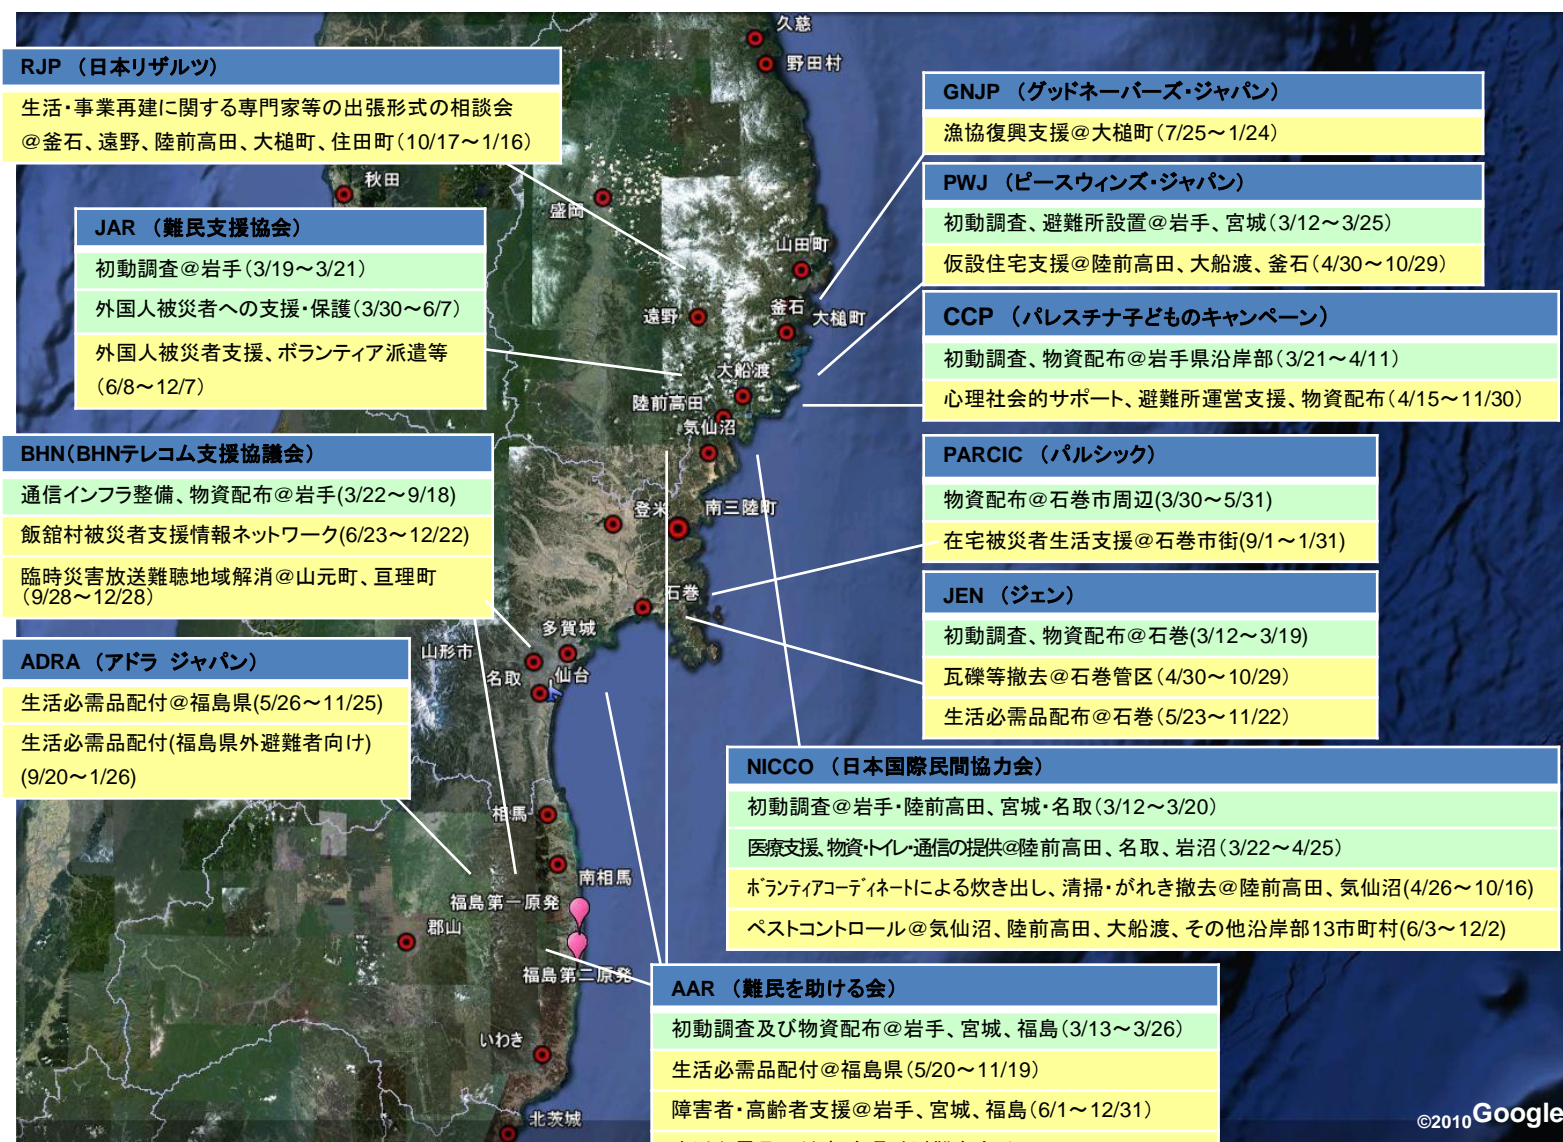 久慈
野田村
RJP （日本リザルツ）
生活・事業再建に関する専門家等の出張形式の相談会
＠釜石、遠野、陸前高田、大槌町、住田町（10/17～1/16）
GNJP （グッドネーバーズ・ジャパン）
漁協復興支援＠大槌町（7/25～1/24）
PWJ （ピースウィンズ・ジャパン）
初動調査、避難所設置＠岩手、宮城（3/12～3/25）
仮設住宅支援＠陸前高田、大船渡、釜石（4/30～10/29）
秋田
盛岡
JAR （難民支援協会）
初動調査＠岩手（3/19～3/21）
外国人被災者への支援・保護（3/30～6/7）
外国人被災者支援、ボランティア派遣等
（6/8～12/7）
山田町
遠野
釜石
大槌町
大船渡
陸前高田
気仙沼
CCP （パレスチナ子どものキャンペーン）
初動調査、物資配布＠岩手県沿岸部（3/21～4/11）
心理社会的サポート、避難所運営支援、物資配布（4/15～11/30）
BHN（BHNテレコム支援協議会）
通信インフラ整備、物資配布＠岩手(3/22～9/18)
飯舘村被災者支援情報ネットワーク(6/23～12/22)
臨時災害放送難聴地域解消＠山元町、亘理町
（9/28～12/28）
登米
南三陸町
PARCIC （パルシック）
物資配布＠石巻市周辺(3/30～5/31)
在宅被災者生活支援＠石巻市街(9/1～1/31)
石巻
多賀城
山形市
仙台
名取
JEN （ジェン）
初動調査、物資配布＠石巻(3/12～3/19)
瓦礫等撤去＠石巻管区（4/30～10/29）
生活必需品配布＠石巻（5/23～11/22）
ADRA （アドラ ジャパン）
生活必需品配付＠福島県(5/26～11/25)
生活必需品配付(福島県外避難者向け)
(9/20～1/26)
NICCO （日本国際民間協力会）
初動調査＠岩手・陸前高田、宮城・名取（3/12～3/20）
医療支援、物資・トイレ・通信の提供＠陸前高田、名取、岩沼（3/22～4/25）
ボランティアコーディネートによる炊き出し、清掃・がれき撤去＠陸前高田、気仙沼(4/26～10/16)
ペストコントロール＠気仙沼、陸前高田、大船渡、その他沿岸部13市町村(6/3～12/2)
相馬
南相馬
福島第一原発
郡山
福島第二原発
いわき
北茨城
AAR （難民を助ける会）
初動調査及び物資配布＠岩手、宮城、福島（3/13～3/26）
生活必需品配付＠福島県（5/20～11/19）
障害者・高齢者支援＠岩手、宮城、福島（6/1～12/31）
©2010 Google